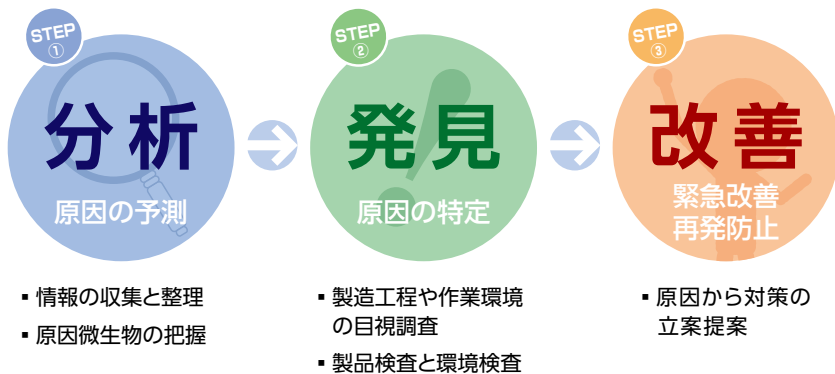 STEP
①
分析
原因の予測
▪ 情報の収集と整理
▪ 原因微生物の把握
STEP
②
発見
原因の特定
▪ 製造工程や作業環境
の目視調査
▪ 製品検査と環境検査
STEP
③
改善
緊急改善
再発防止
▪ 原因から対策の
立案提案